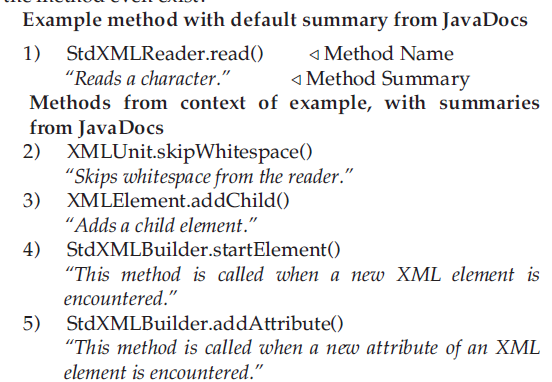 the method even exist?
Example method with default summary from JavaDocs
1) StdXMLReader.read() ◁ Method Name
“Reads a character.” ◁ Method Summary
Methods from context of example, with summaries
from JavaDocs
2) XMLUnit.skipWhitespace()
“Skips whitespace from the reader.”
3) XMLElement.addChild()
“Adds a child element.”
4) StdXMLBuilder.startElement()
“This method is called when a new XML element is
encountered.”
5) StdXMLBuilder.addAttribute()
“This method is called when a new attribute of an XML
element is encountered.”